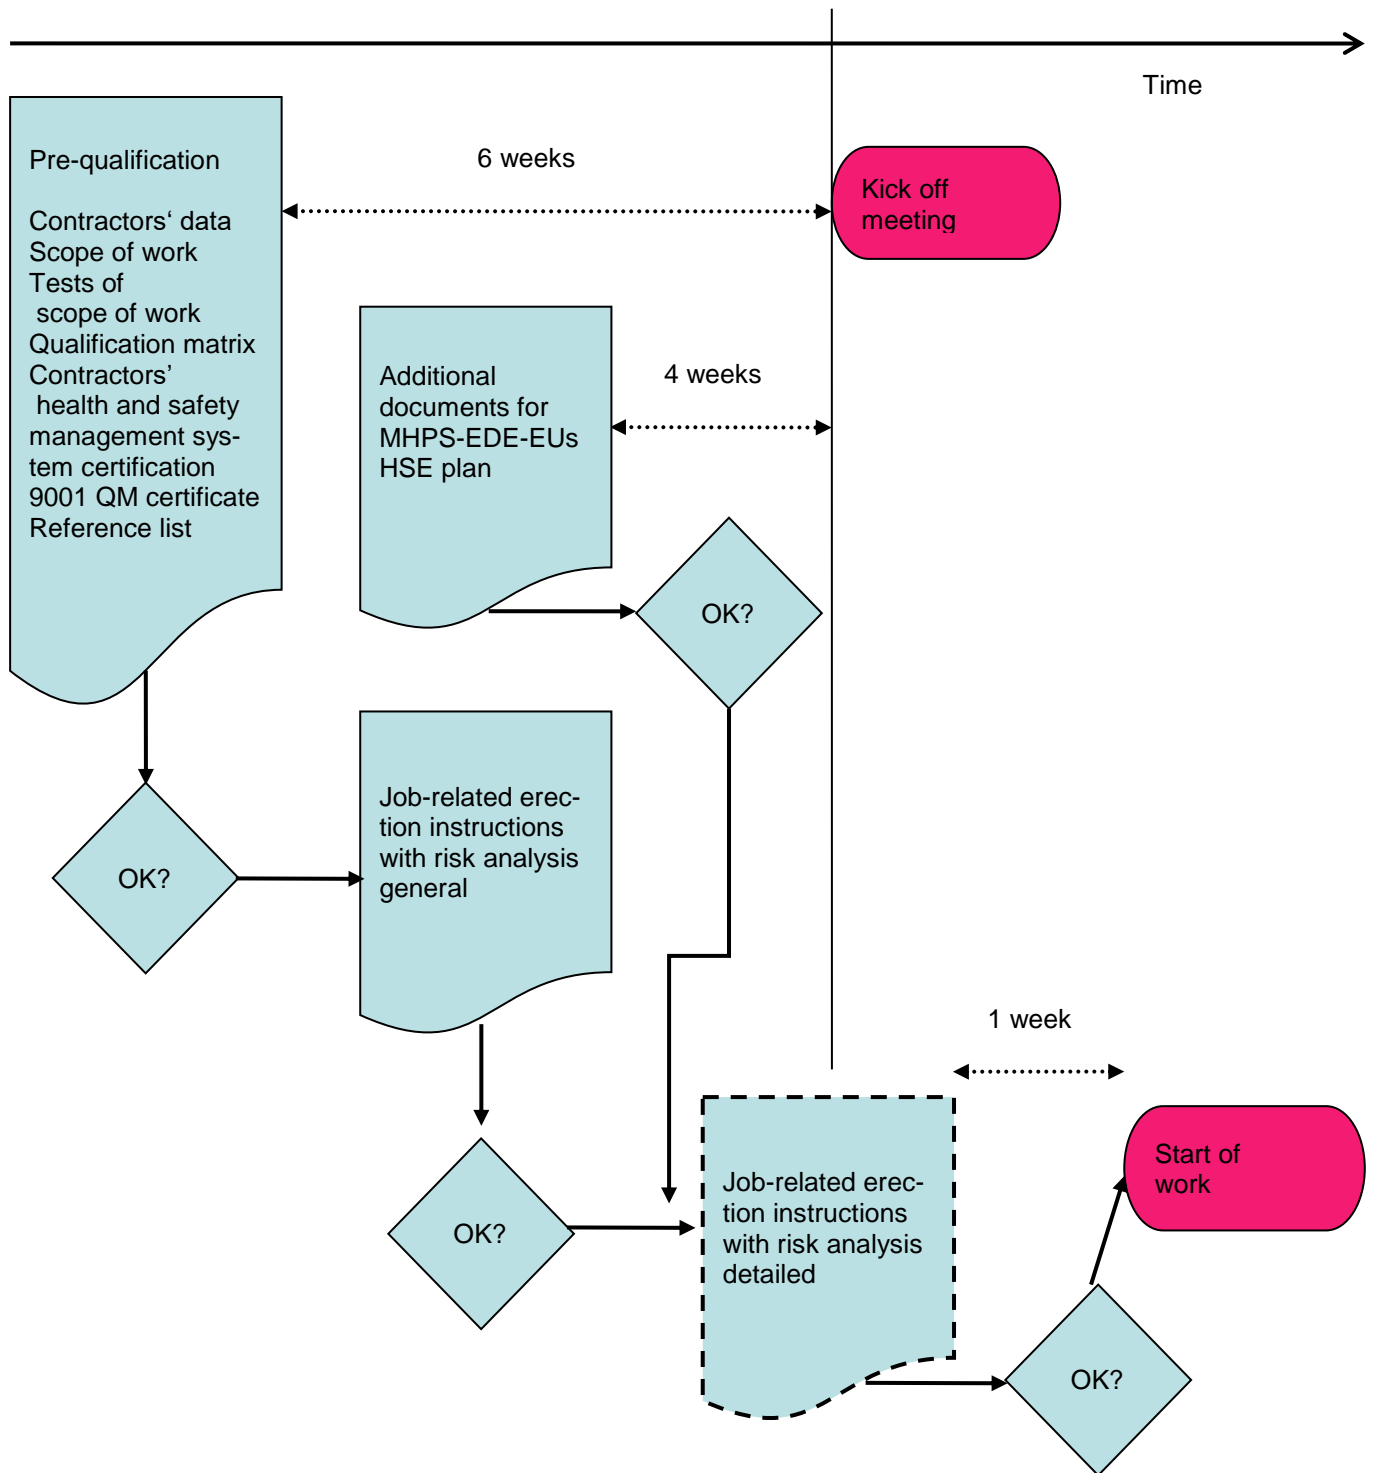 Time
Pre-qualification
Contractors‘ data
Scope of work
Tests of
scope of work
Qualification matrix
Contractors’
health and safety
management sys-
tem certification
9001 QM certificate
Reference list
6 weeks
Kick off
meeting
Additional
documents for
MHPS-EDE-EUs
HSE plan
4 weeks
OK?
Job-related erec-
tion instructions
with risk analysis
general
OK?
1 week
Job-related erec-
tion instructions
with risk analysis
detailed
Start of
work
OK?
OK?